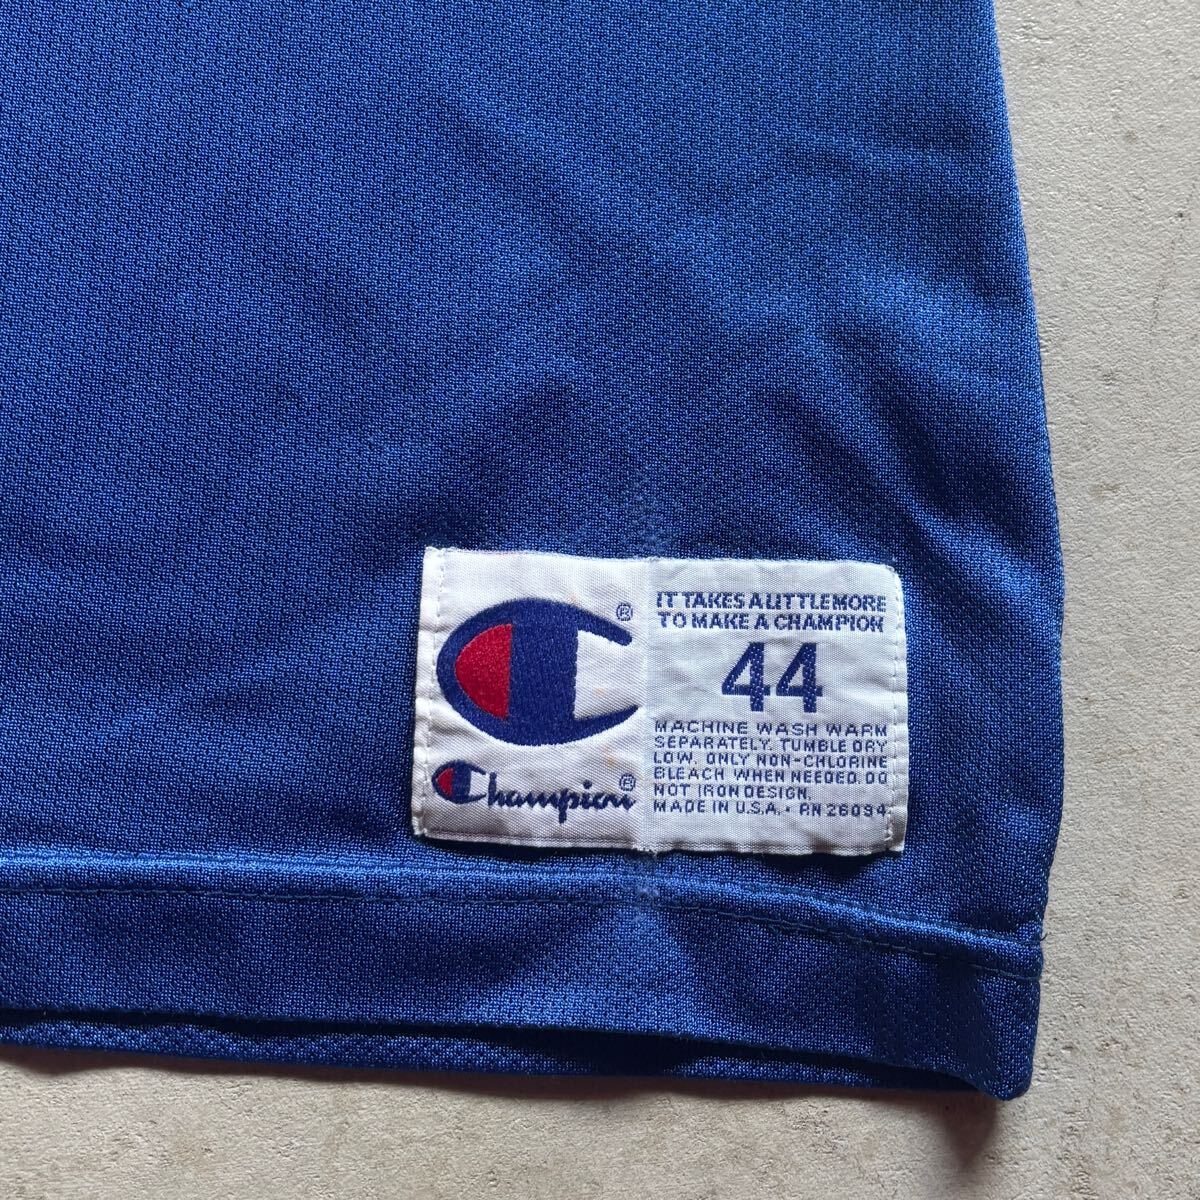 ®
Champion®
IT TAKES A LITTLE MORE
TO MAKE A CHAMPION
44
MACHINE WASH WARM
SEPARATELY. TUMBLE DRY
LOW. ONLY NON-CHLORINE
BLEACH WHEN NEEDED. DO
NOT IRON DESIGN.
MADE IN U.S.A. • RN 26094